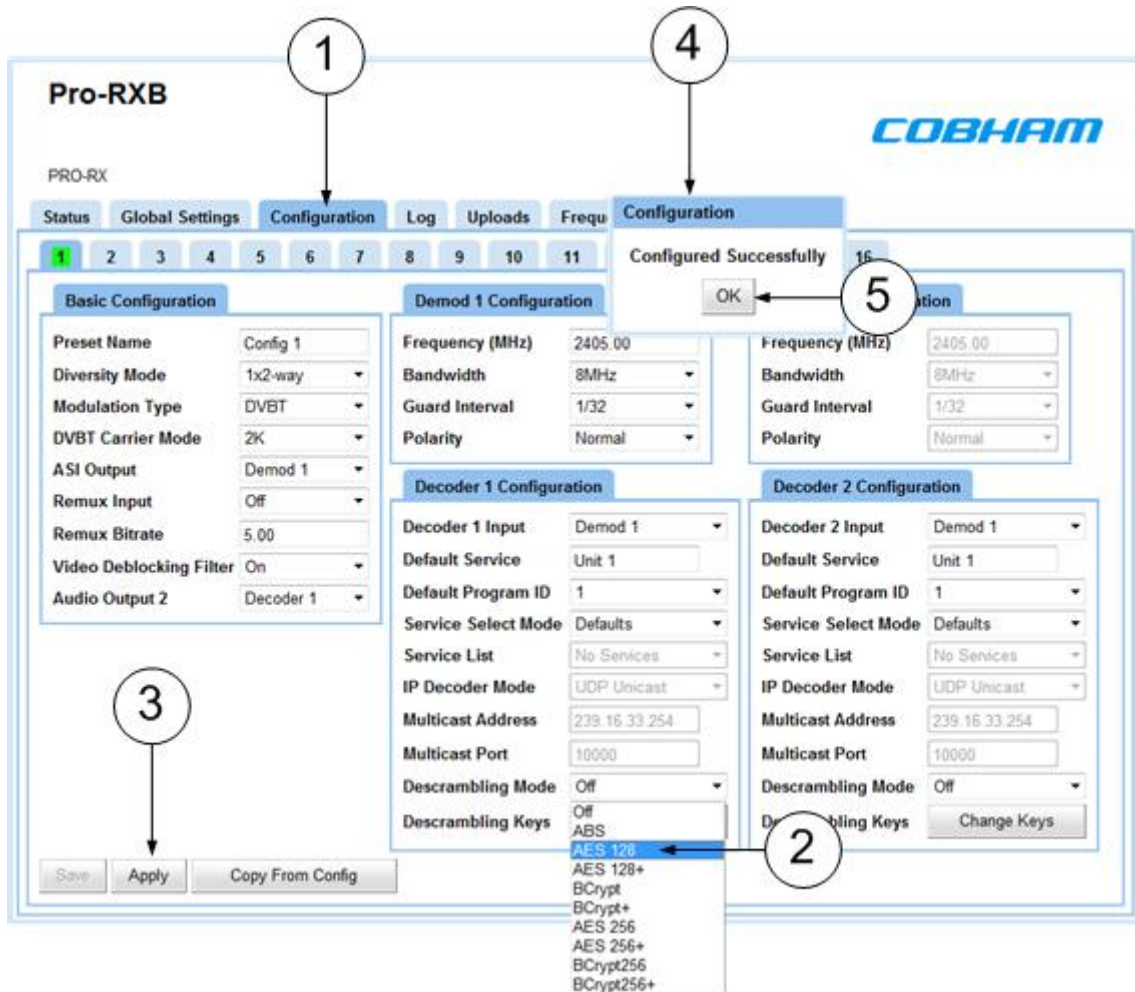 1
4
Pro-RXB
COBHAM
PRO-RX
Status Global Settings Configuration Log Uploads Frequ
Configuration
Configured Successfully
OK
5
1 2 3 4 5 6 7 8 9 10 11 16
Basic Configuration
Preset Name Config 1
Diversity Mode 1x2-way
Modulation Type DVBT
DVBT Carrier Mode 2K
ASI Output Demod 1
Remux Input Off
Remux Bitrate 5.00
Video Deblocking Filter On
Audio Output 2 Decoder 1
Demod 1 Configuration
Frequency (MHz) 2405.00
Bandwidth 8MHz
Guard Interval 1/32
Polarity Normal
tion
Frequency (MHz) 2405.00
Bandwidth 8MHz
Guard Interval 1/32
Polarity Normal
Decoder 1 Configuration
Decoder 1 Input Demod 1
Default Service Unit 1
Default Program ID 1
Service Select Mode Defaults
Service List No Services
IP Decoder Mode UDP Unicast
Multicast Address 239.16.33.254
Multicast Port 10000
Descrambling Mode Off
Descrambling Keys
Off
ABS
AES 128
AES 128+
BCrypt
BCrypt+
AES 256
AES 256+
BCrypt256
BCrypt256+
2
Decoder 2 Configuration
Decoder 2 Input Demod 1
Default Service Unit 1
Default Program ID 1
Service Select Mode Defaults
Service List No Services
IP Decoder Mode UDP Unicast
Multicast Address 239.16.33.254
Multicast Port 10000
Descrambling Mode Off
bling Keys Change Keys
3
Save Apply Copy From Config